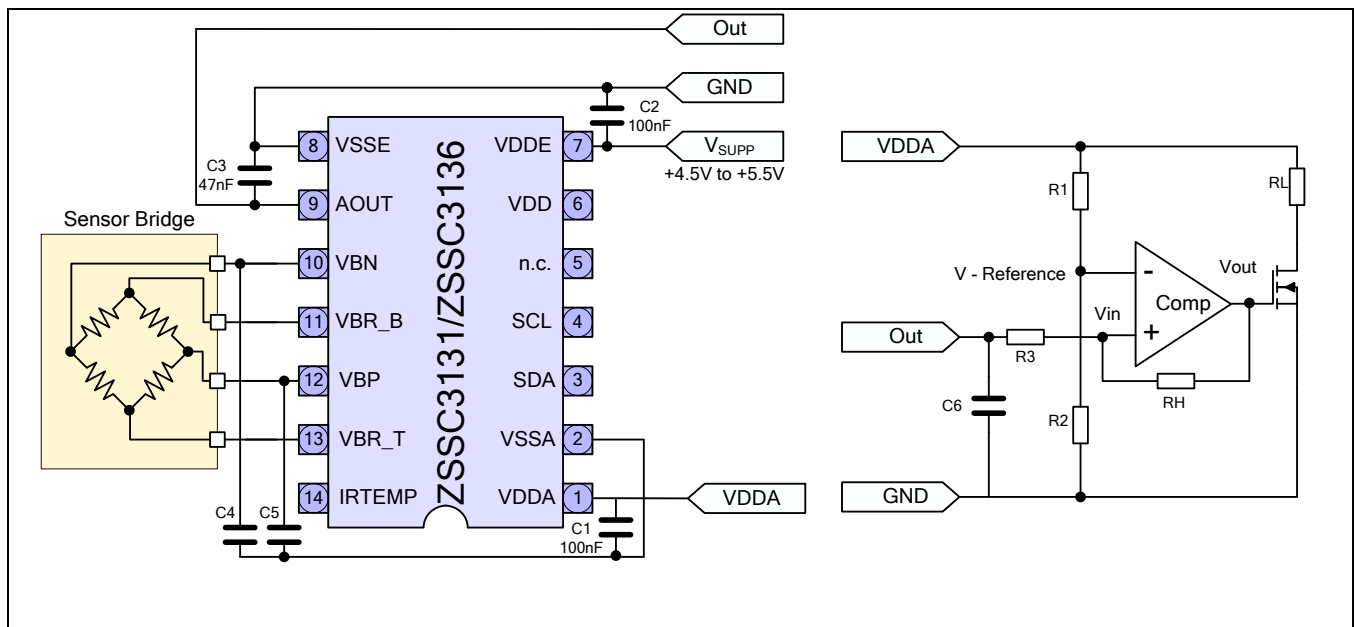 Out
GND
C2
100nF
VSUPP
+4.5V to +5.5V
C3
47nF
8 VSSE
9 AOUT
10 VBN
11 VBR_B
12 VBP
13 VBR_T
14 IRTEMP
ZSSC3131/ZSSC3136
VDDE 7
VDD 6
n.c. 5
SCL 4
SDA 3
VSSA 2
VDDA 1
Sensor Bridge
C4
C5
C1
100nF
VDDA
VDDA
R1
RL
V - Reference
-
Comp
+
Vout
Vin
Out
R3
RH
C6
R2
GND